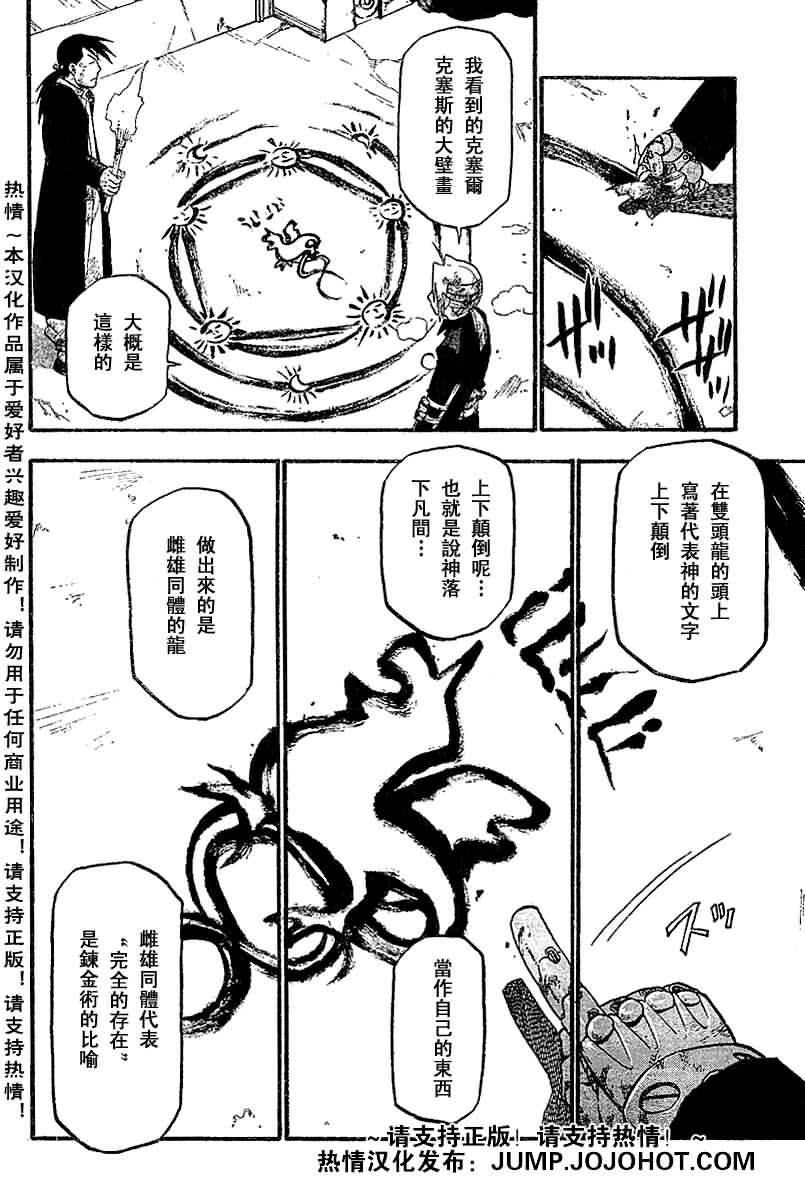 我看到的克塞爾
克塞斯的大壁畫
大概是
這樣的
ガガ
ガガ
在雙頭龍的頭上
寫著代表神的文字
上下顛倒
上下顛倒呢…
也就是說神落
下凡間…
當作自己的東西
做出來的是
雌雄同體的龍
雌雄同體代表
“完全的存在”
是鍊金術的比喻
ズッ
热情～本汉化作品属于爱好者兴趣爱好制作！请勿用于任何商业用途！请支持正版！请支持热情！
~请支持正版！请支持热情！~
热情汉化发布：JUMP.JOJOHOT.COM